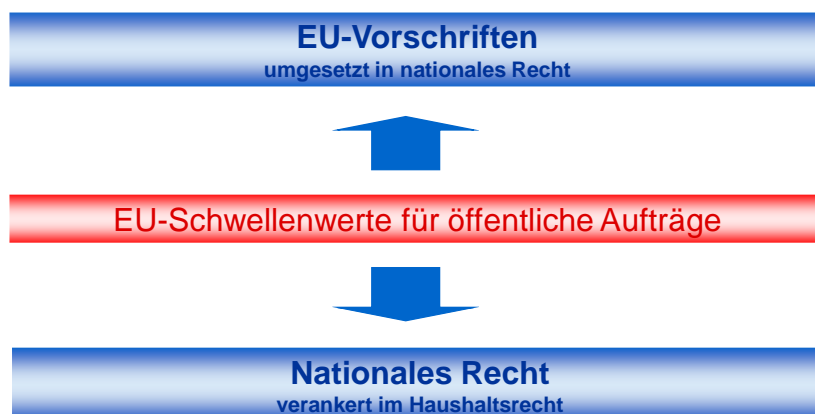 EU-Vorschriften
umgesetzt in nationales Recht
EU-Schwellenwerte für öffentliche Aufträge
Nationales Recht
verankert im Haushaltsrecht